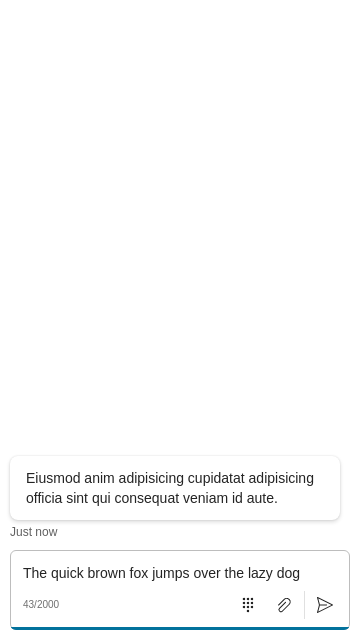 Eiusmod anim adipisicing cupidatat adipisicing
officia sint qui consequat veniam id aute.
Just now
The quick brown fox jumps over the lazy dog
43/2000